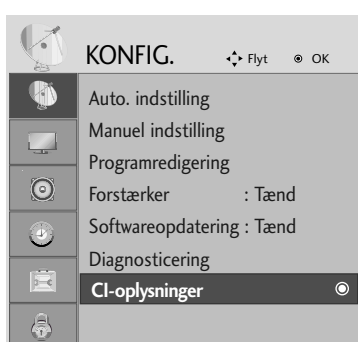 KONFIG. Flyt OK
Auto. indstilling
Manuel indstilling
Programredigering
Forstærker : Tænd
Softwareopdatering : Tænd
Diagnosticering
CI-oplysninger